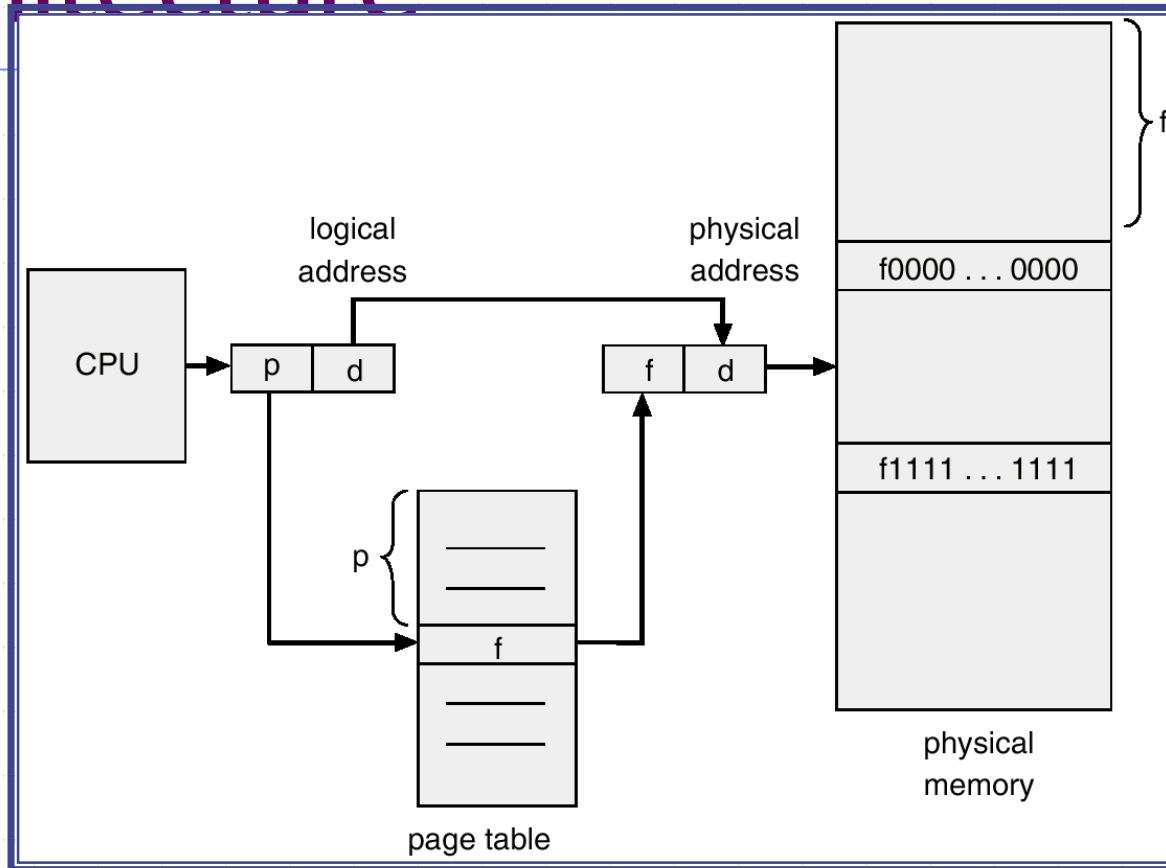 f
logical
address
physical
address
f0000 . . . 0000
CPU
p
d
f
d
f1111 . . . 1111
p
f
physical
memory
page table